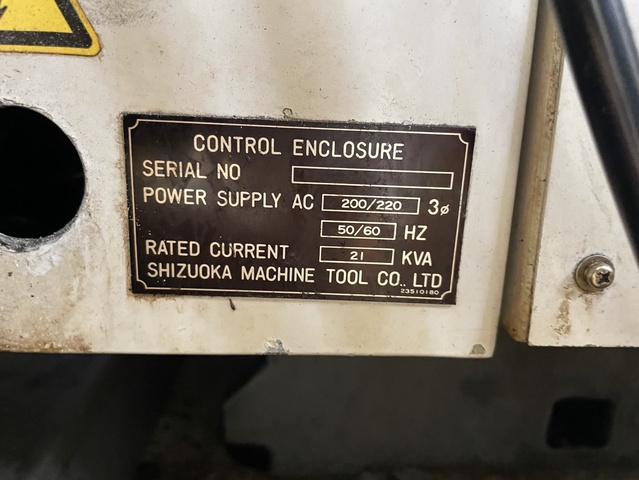 CONTROL ENCLOSURE
SERIAL NO
POWER SUPPLY AC 200/220 3ø
50/60 HZ
RATED CURRENT 21 KVA
SHIZUOKA MACHINE TOOL CO., LTD
23510180